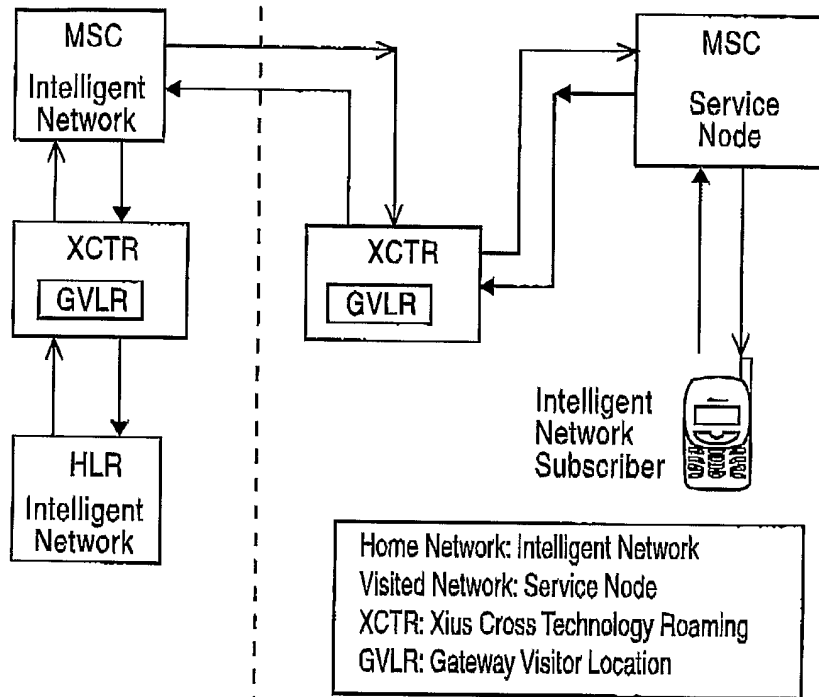 MSC
Intelligent
Network
XCTR
GVLR
HLR
Intelligent
Network
MSC
Service
Node
XCTR
GVLR
Intelligent
Network
Subscriber
Home Network: Intelligent Network
Visited Network: Service Node
XCTR: Xius Cross Technology Roaming
GVLR: Gateway Visitor Location